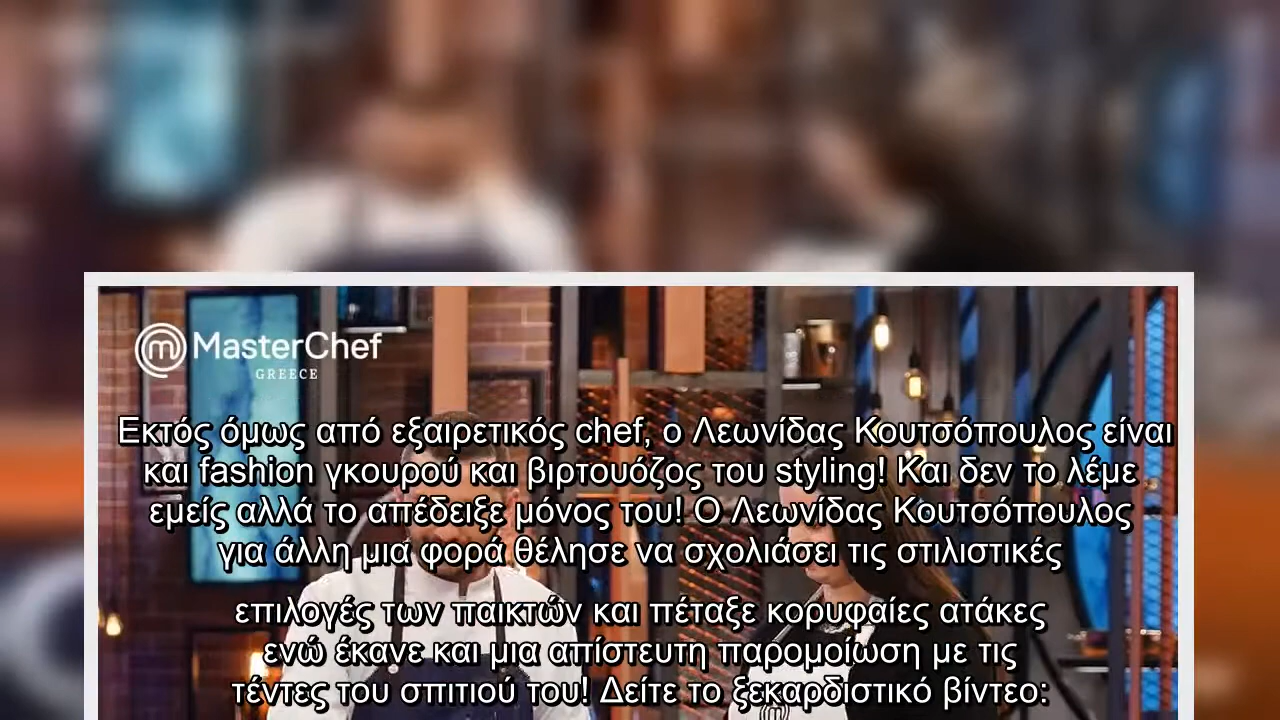 MasterChef
GREECE
Εκτός όμως από εξαιρετικός chef, ο Λεωνίδας Κουτσόπουλος είναι
και fashion γκουρού και βιρτουόζος του styling! Και δεν το λέμε
εμείς αλλά το απέδειξε μόνος του! Ο Λεωνίδας Κουτσόπουλος
για άλλη μια φορά θέλησε να σχολιάσει τις στιλιστικές
επιλογές των παικτών και πέταξε κορυφαίες ατάκες
ενώ έκανε και μια απίστευτη παρομοίωση με τις
τέντες του σπιτιού του! Δείτε το ξεκαρδιστικό βίντεο: